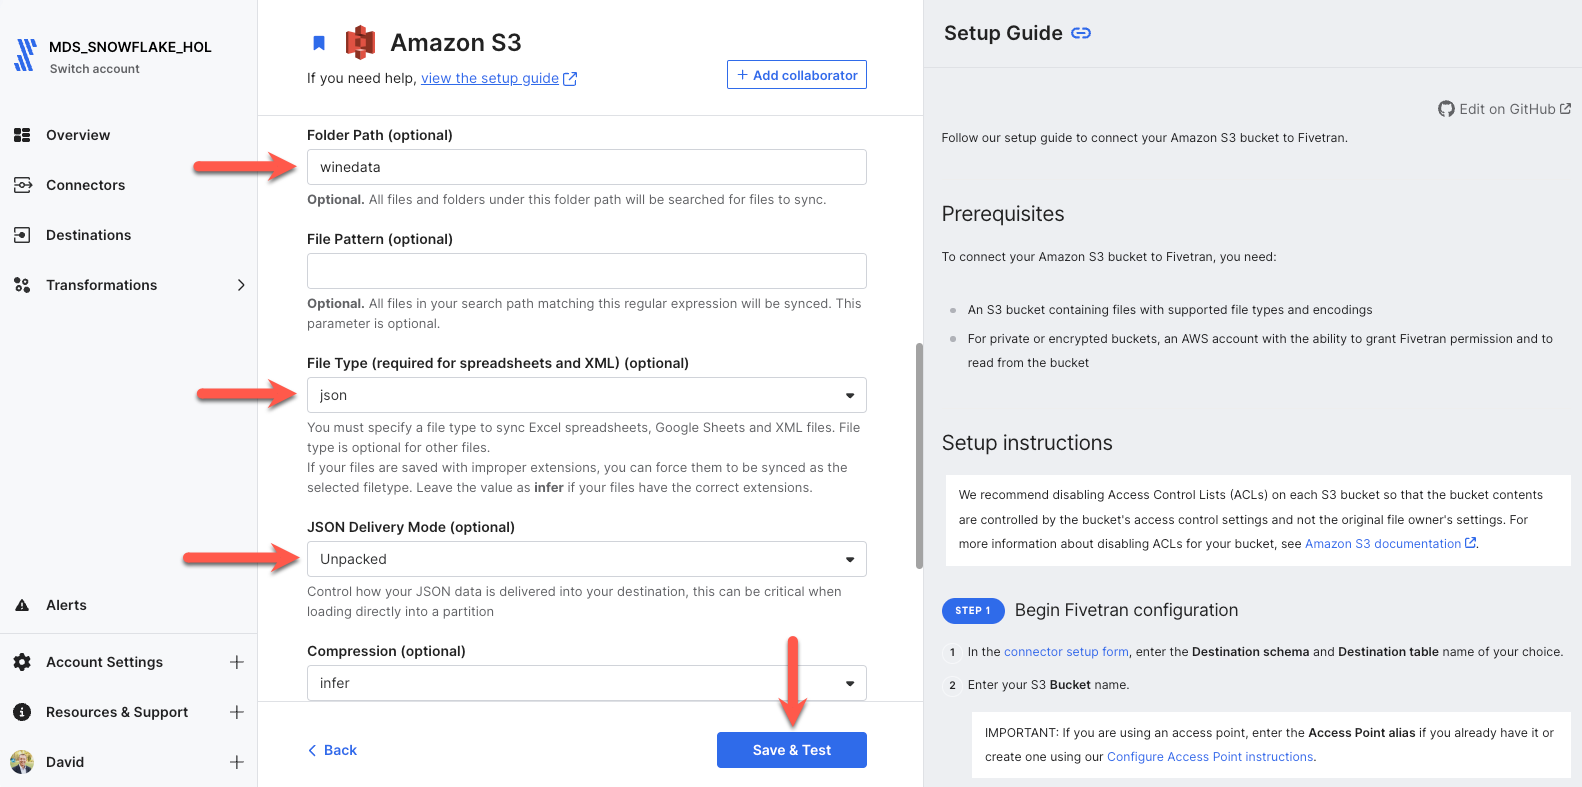 MDS_SNOWFLAKE_HOL
Switch account
Overview
Connectors
Destinations
Transformations
Alerts
Account Settings
Resources & Support
David
Amazon S3
If you need help, view the setup guide
+ Add collaborator
Folder Path (optional)
winedata
Optional. All files and folders under this folder path will be searched for files to sync.
File Pattern (optional)
Optional. All files in your search path matching this regular expression will be synced. This
parameter is optional.
File Type (required for spreadsheets and XML) (optional)
json
You must specify a file type to sync Excel spreadsheets, Google Sheets and XML files. File
type is optional for other files.
If your files are saved with improper extensions, you can force them to be synced as the
selected filetype. Leave the value as infer if your files have the correct extensions.
JSON Delivery Mode (optional)
Unpacked
Control how your JSON data is delivered into your destination, this can be critical when
loading directly into a partition
Compression (optional)
infer
Back
Save & Test
Setup Guide
Edit on GitHub
Follow our setup guide to connect your Amazon S3 bucket to Fivetran.
Prerequisites
To connect your Amazon S3 bucket to Fivetran, you need:
An S3 bucket containing files with supported file types and encodings
For private or encrypted buckets, an AWS account with the ability to grant Fivetran permission and to
read from the bucket
Setup instructions
We recommend disabling Access Control Lists (ACLs) on each S3 bucket so that the bucket contents
are controlled by the bucket's access control settings and not the original file owner's settings. For
more information about disabling ACLs for your bucket, see Amazon S3 documentation.
STEP 1 Begin Fivetran configuration
1 In the connector setup form, enter the Destination schema and Destination table name of your choice.
2 Enter your S3 Bucket name.
IMPORTANT: If you are using an access point, enter the Access Point alias if you already have it or
create one using our Configure Access Point instructions.